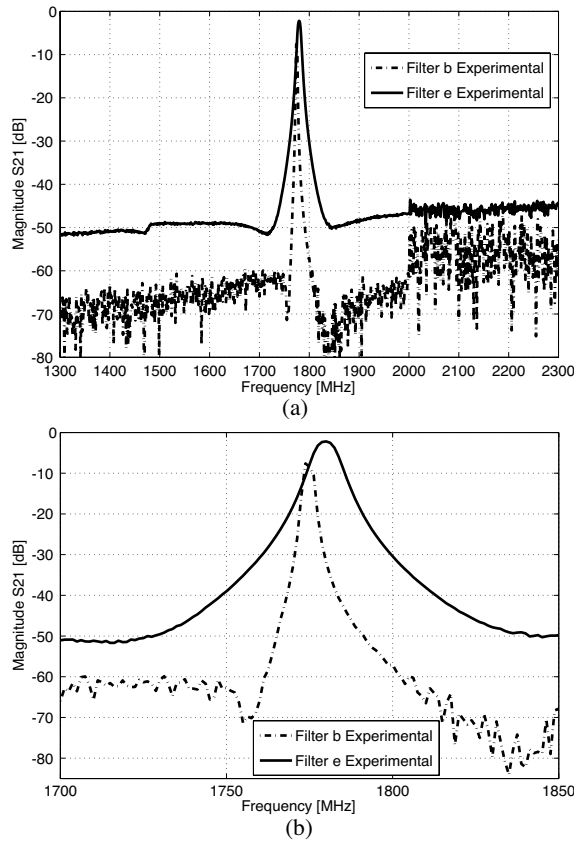 0
-10
-20
-30
-40
-50
-60
-70
-80
Magnitude S21 [dB]
Filter b Experimental
Filter e Experimental
1300 1400 1500 1600 1700 1800 1900 2000 2100 2200 2300
Frequency [MHz]
(a)
0
-10
-20
-30
-40
-50
-60
-70
-80
Magnitude S21 [dB]
Filter b Experimental
Filter e Experimental
1700 1750 1800 1850
Frequency [MHz]
(b)